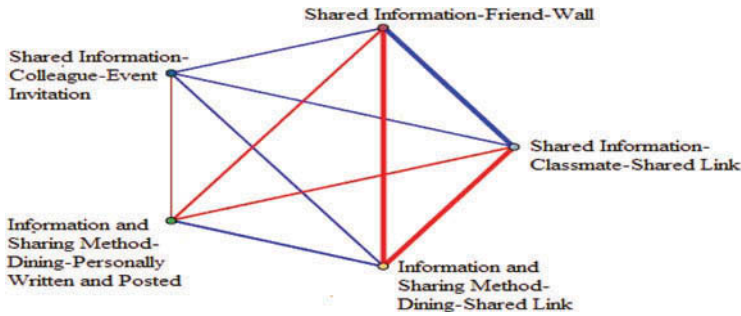 Shared Information-Friend-Wall
Shared Information-
Colleague-Event
Invitation
Shared Information-
Classmate-Shared Link
Information and
Sharing Method-
Dining-Personally
Written and Posted
Information and
Sharing Method-
Dining-Shared Link